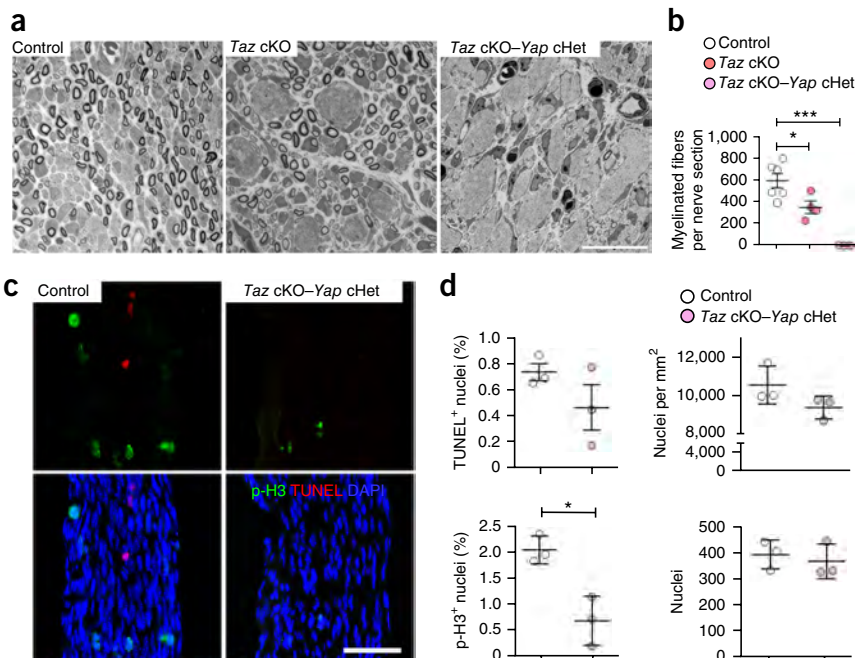 a
Control
Taz cKO
Taz cKO–Yap cHet
b
Control
Taz cKO
Taz cKO–Yap cHet
***
*
Myelinated fibers
per nerve section
1,000
800
600
400
200
0
c
Control
Taz cKO–Yap cHet
p-H3 TUNEL DAPI
d
Control
Taz cKO–Yap cHet
TUNEL+ nuclei (%)
1.0
0.8
0.6
0.4
0.2
0
Nuclei per mm2
12,000
10,000
8,000
4,000
0
p-H3+ nuclei (%)
2.5
2.0
1.5
1.0
0.5
0
*
Nuclei
500
400
300
200
100
0